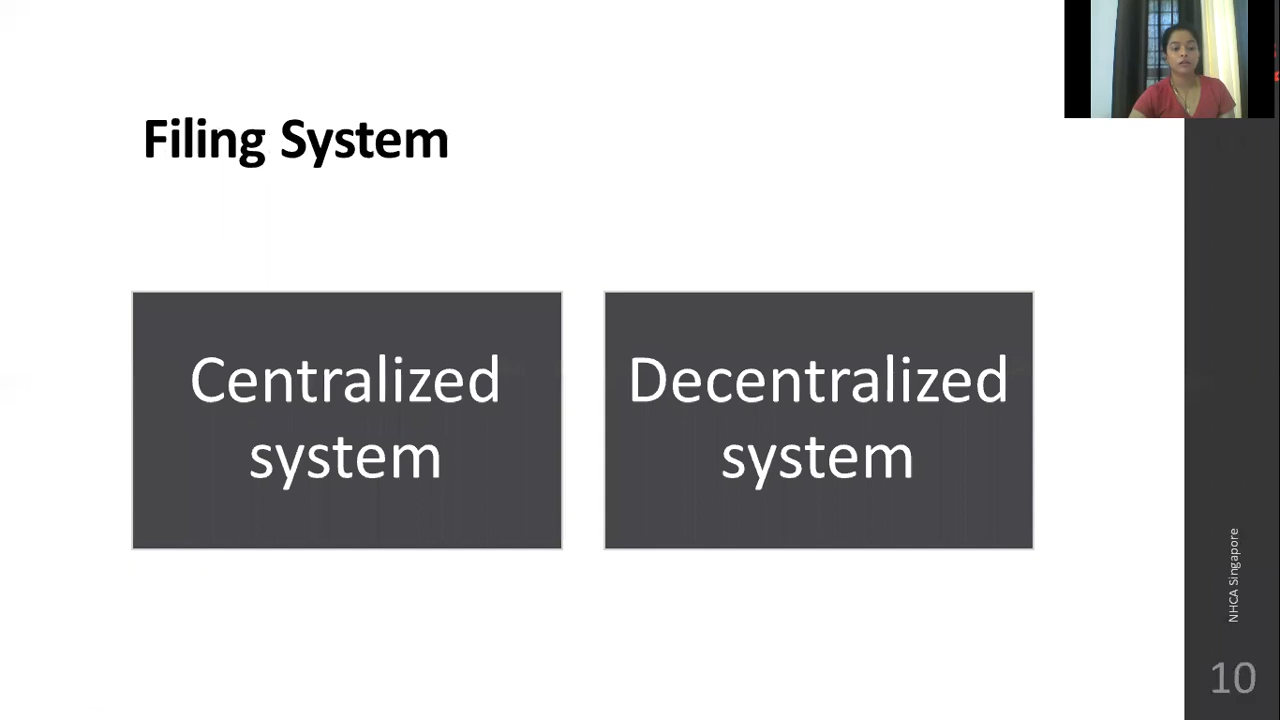 Filing System
Centralized
system
Decentralized
system
NHCA Singapore
10